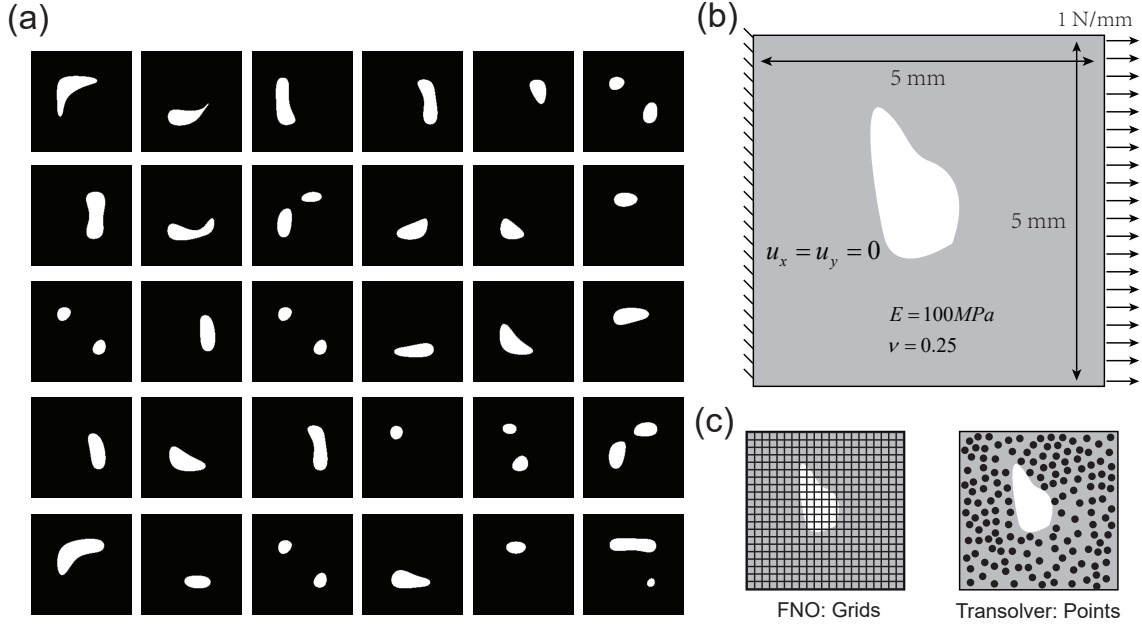 (a)
(b)
1 N/mm
5 mm
5 mm
u_x = u_y = 0
E = 100MPa
ν = 0.25
(c)
FNO: Grids
Transolver: Points